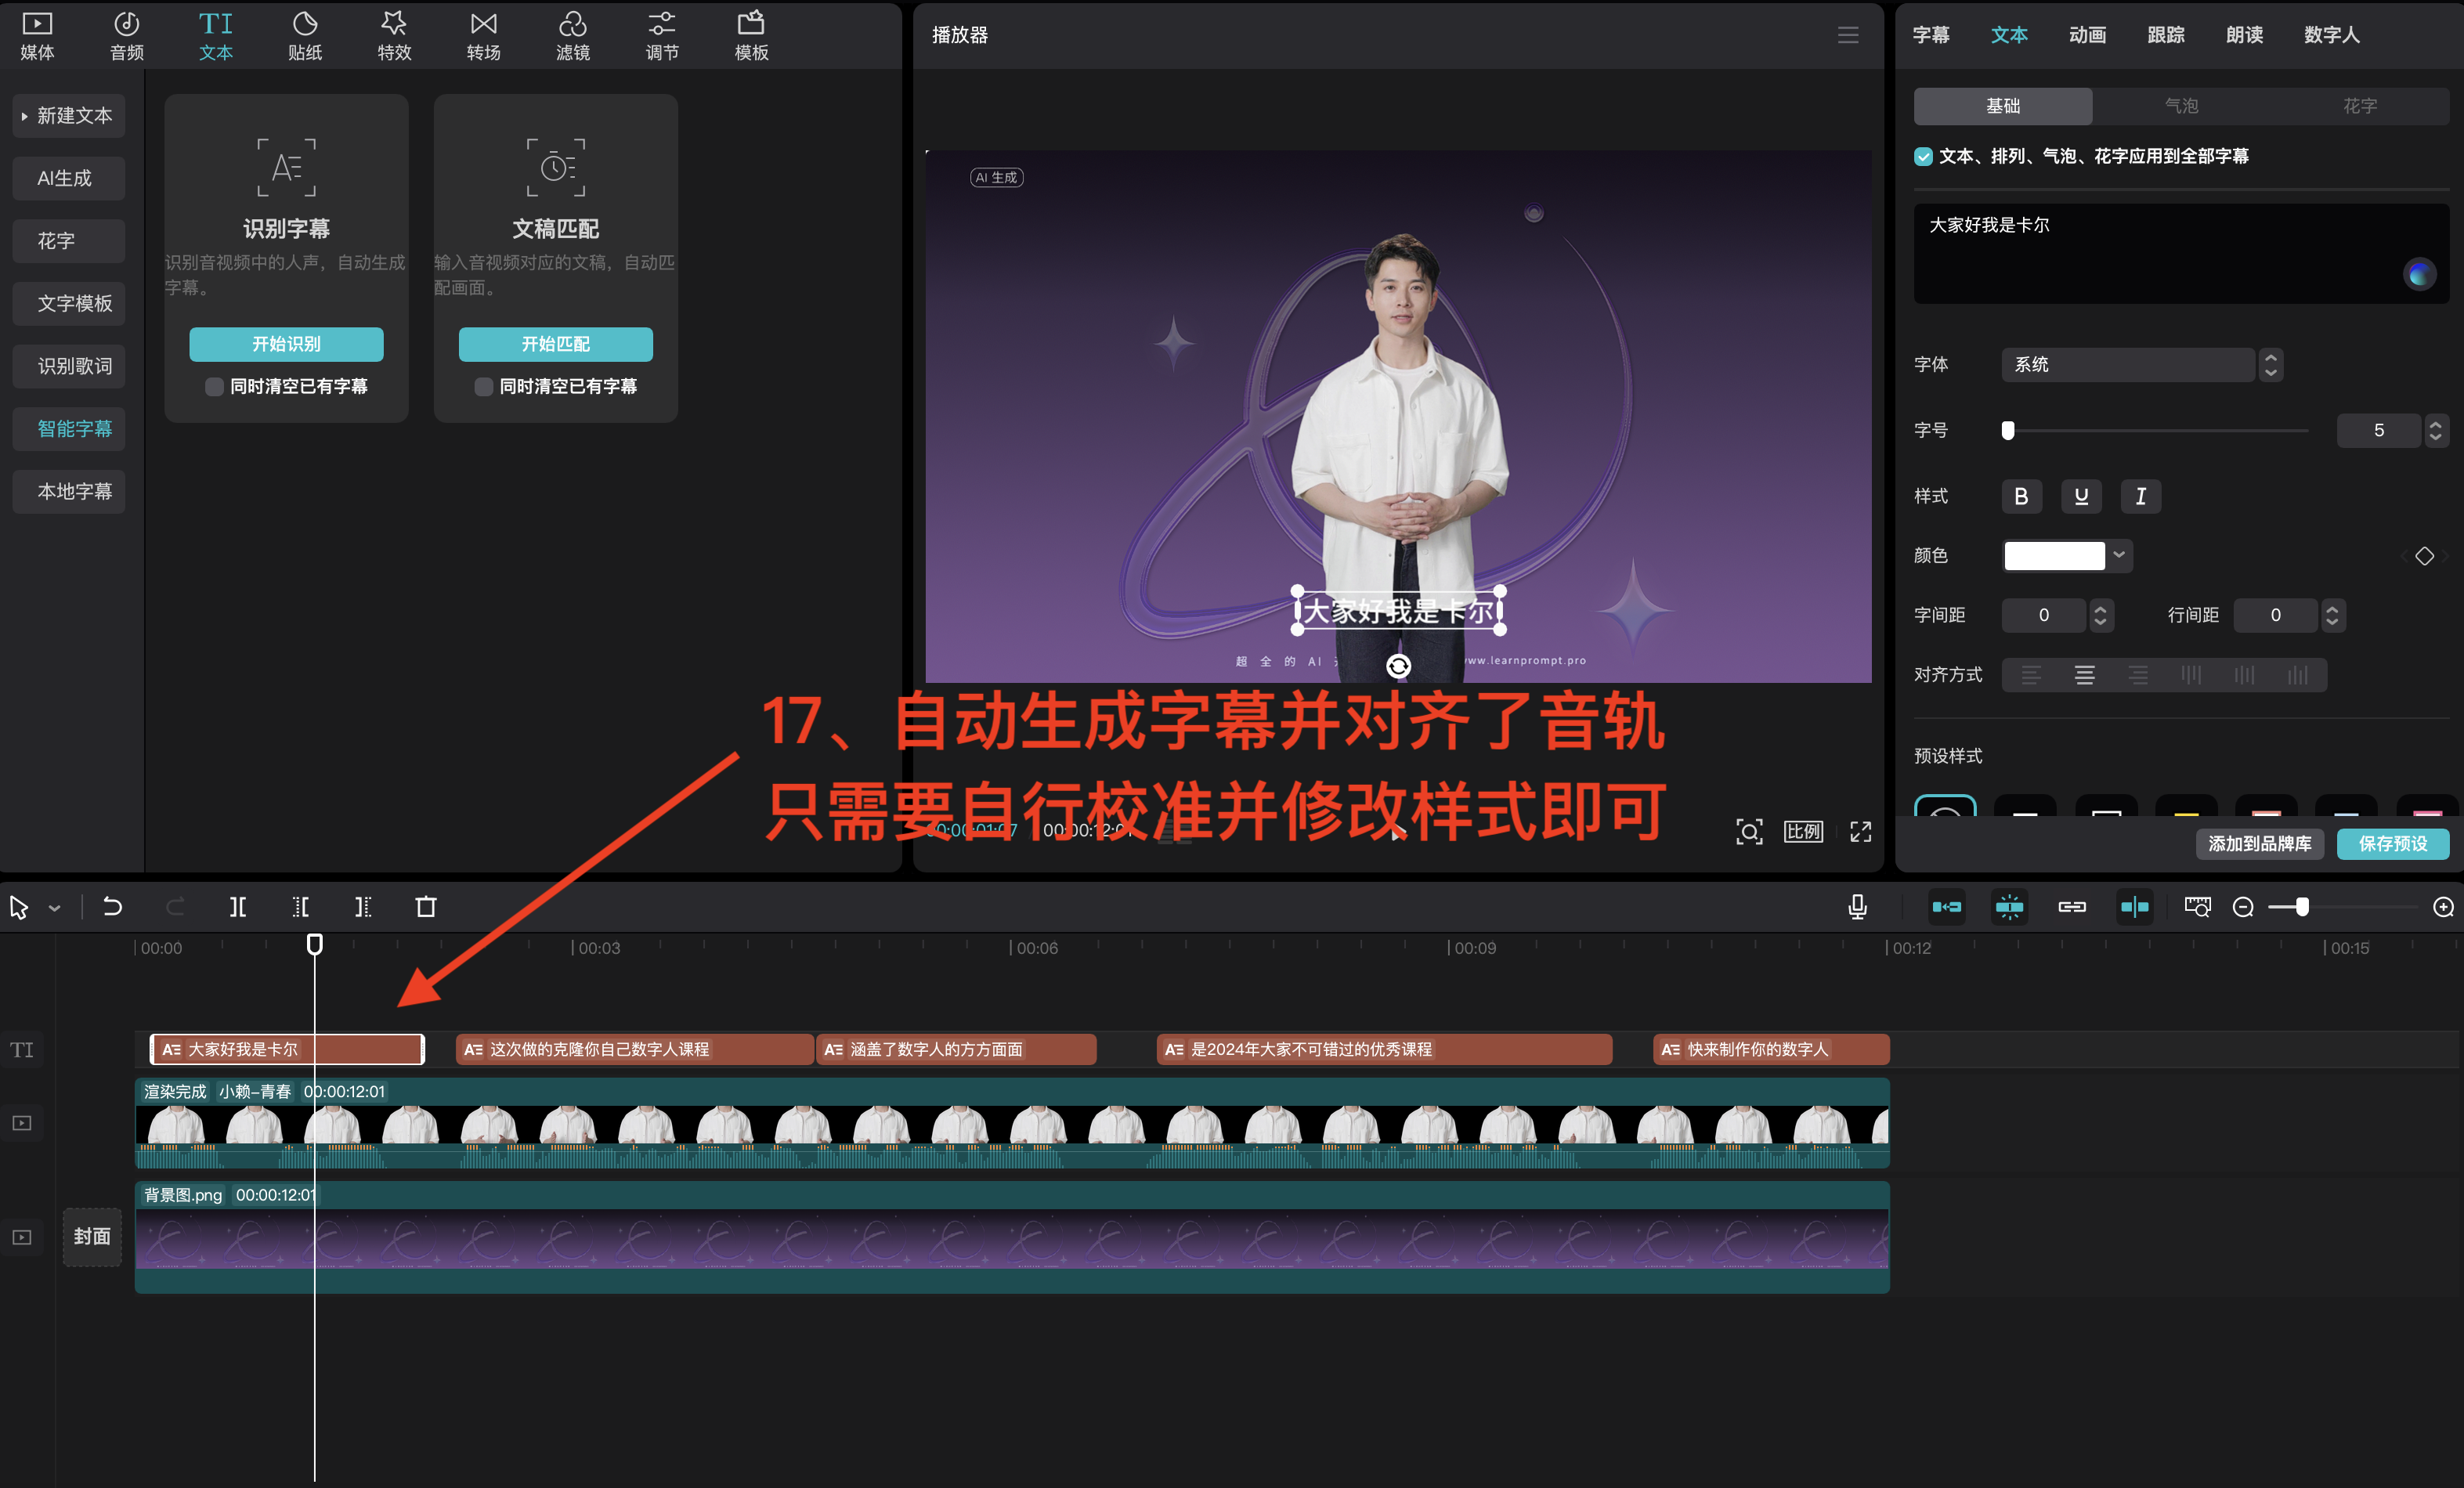 媒体
音频
TI
文本
贴纸
特效
转场
滤镜
调节
模板
新建文本
AI生成
花字
文字模板
识别歌词
智能字幕
本地字幕
识别字幕
识别音视频中的人声，自动生成
字幕。
开始识别
同时清空已有字幕
文稿匹配
输入音视频对应的文稿，自动匹
配画面。
开始匹配
同时清空已有字幕
播放器
AI 生成
大家好我是卡尔
超 全 的 AI
www.learnprompt.pro
17、自动生成字幕并对齐了音轨
只需要自行校准并修改样式即可
00:00:01:07
00:00:12:01
比例
字幕 文本 动画 跟踪 朗读 数字人
基础 气泡 花字
文本、排列、气泡、花字应用到全部字幕
大家好我是卡尔
字体 系统
字号 5
样式 B U I
颜色
字间距 0 行间距 0
对齐方式
预设样式
添加到品牌库 保存预设
00:00 00:03 00:06 00:09 00:12 00:15
TI
A 大家好我是卡尔
A 这次做的克隆你自己数字人课程
A 涵盖了数字人的方方面面
A 是2024年大家不可错过的优秀课程
A 快来制作你的数字人
渲染完成 小赖–青春 00:00:12:01
背景图.png 00:00:12:01
封面